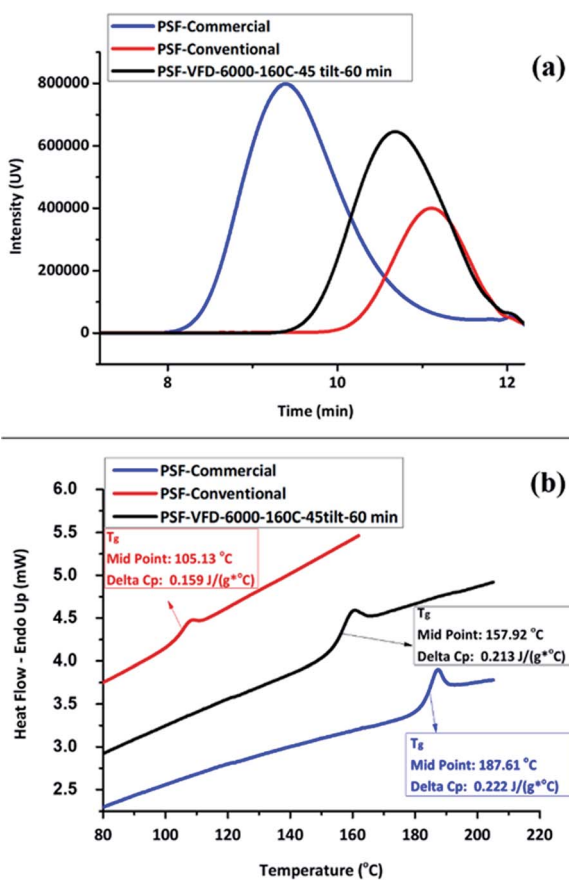 PSF-Commercial
PSF-Conventional
PSF-VFD-6000-160C-45 tilt-60 min
(a)
800000
600000
400000
200000
0
Intensity (UV)
8
10
12
Time (min)
PSF-Commercial
PSF-Conventional
PSF-VFD-6000-160C-45tilt-60 min
(b)
6.0
5.5
5.0
4.5
4.0
3.5
3.0
2.5
Heat Flow - Endo Up (mW)
Tg
Mid Point: 105.13 °C
Delta Cp: 0.159 J/(g*°C)
Tg
Mid Point: 157.92 °C
Delta Cp: 0.213 J/(g*°C)
Tg
Mid Point: 187.61 °C
Delta Cp: 0.222 J/(g*°C)
80
100
120
140
160
180
200
220
Temperature (°C)